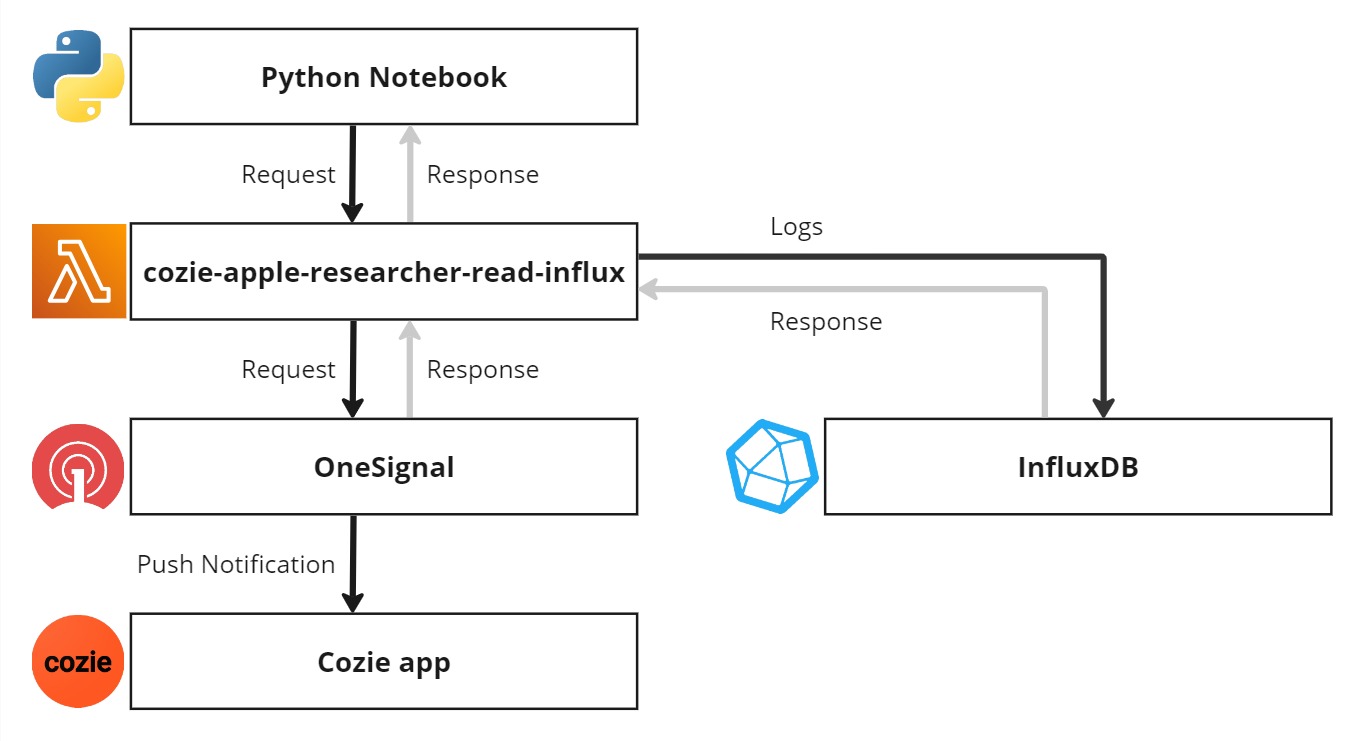 Python Notebook
Request
Response
Logs
cozie-apple-researcher-read-influx
Response
Request
Response
OneSignal
InfluxDB
Push Notification
cozie
Cozie app